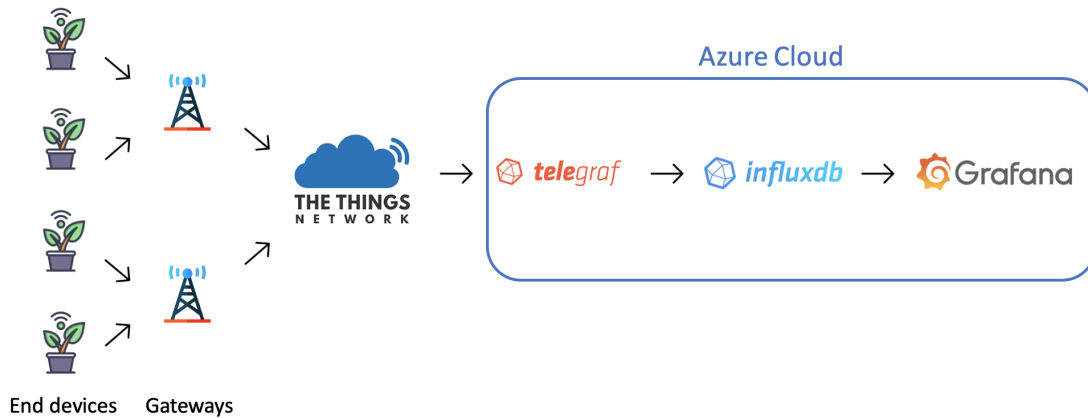 Azure Cloud
THE THINGS
NETWORK
telegraf
influxdb
Grafana
End devices
Gateways